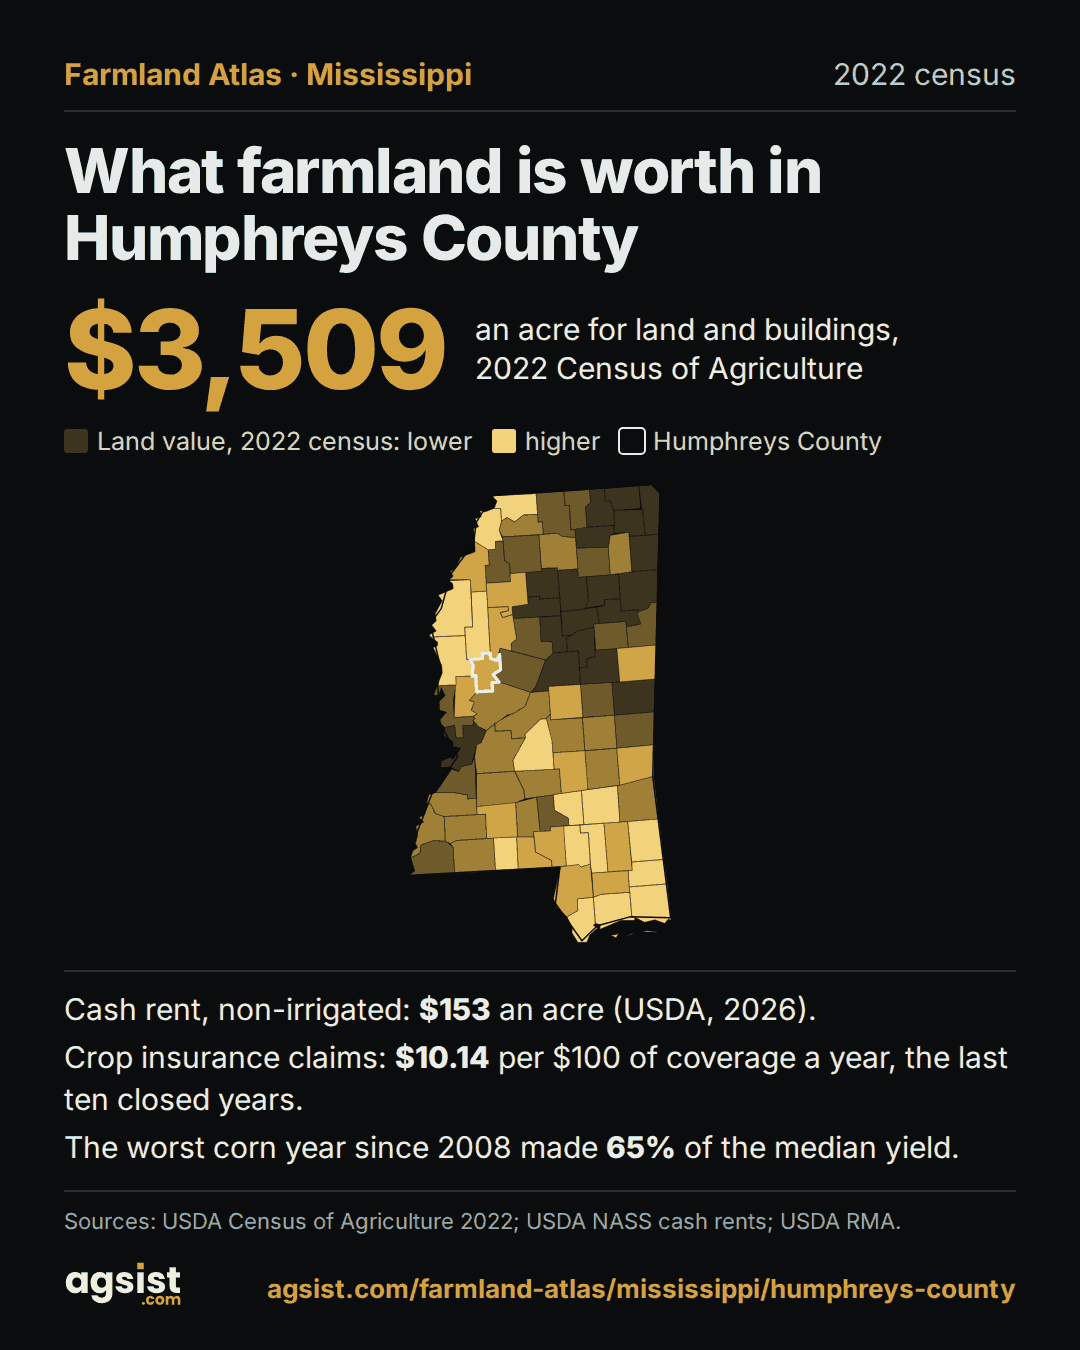 Farmland Atlas · Mississippi
2022 census
What farmland is worth in
Humphreys County
$3,509
an acre for land and buildings,
2022 Census of Agriculture
Land value, 2022 census: lower
higher
Humphreys County
Cash rent, non-irrigated: $153 an acre (USDA, 2026).
Crop insurance claims: $10.14 per $100 of coverage a year, the last
ten closed years.
The worst corn year since 2008 made 65% of the median yield.
Sources: USDA Census of Agriculture 2022; USDA NASS cash rents; USDA RMA.
agsist
.com
agsist.com/farmland-atlas/mississippi/humphreys-county